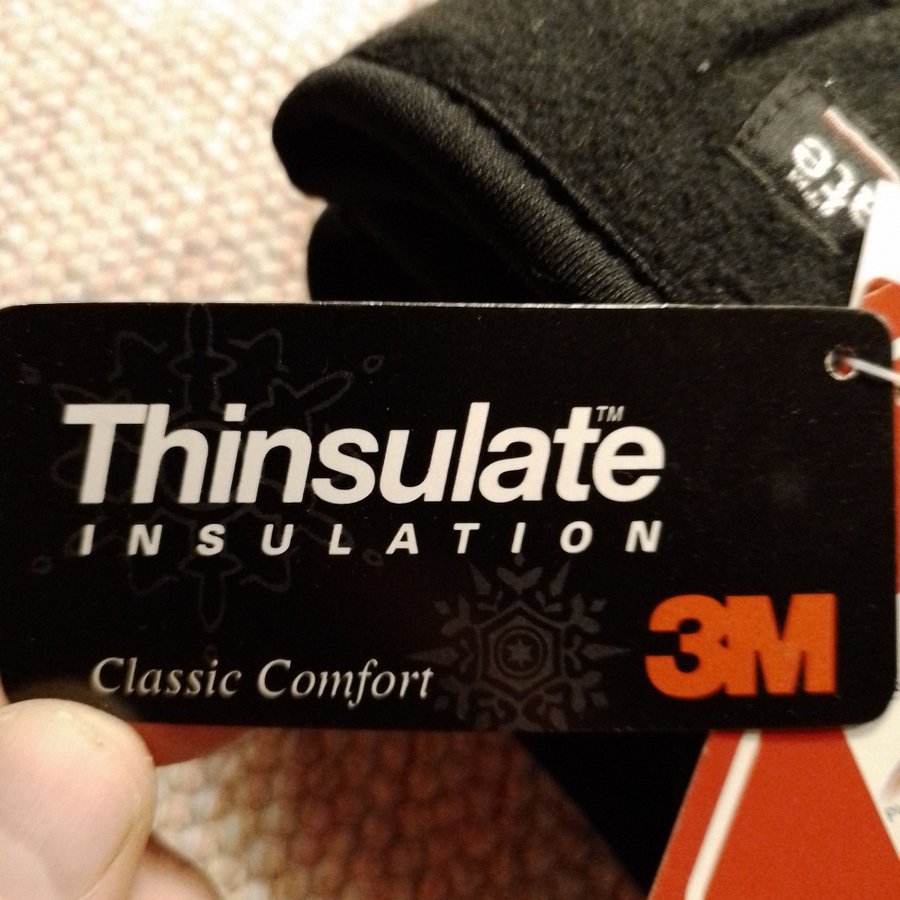 Thinsulate™
INSULATION
3M
Classic Comfort